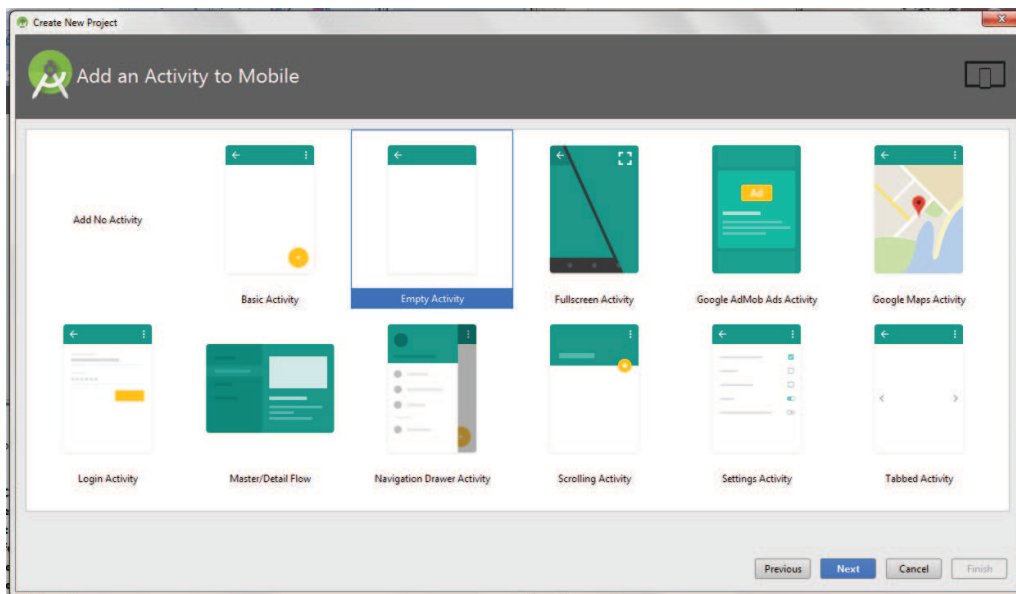 Create New Project
Add an Activity to Mobile
Add No Activity
Basic Activity
Empty Activity
Fullscreen Activity
Ad
Google AdMob Ads Activity
Google Maps Activity
Login Activity
Master/Detail Flow
Navigation Drawer Activity
Scrolling Activity
Settings Activity
Tabbed Activity
Previous
Next
Cancel
Finish